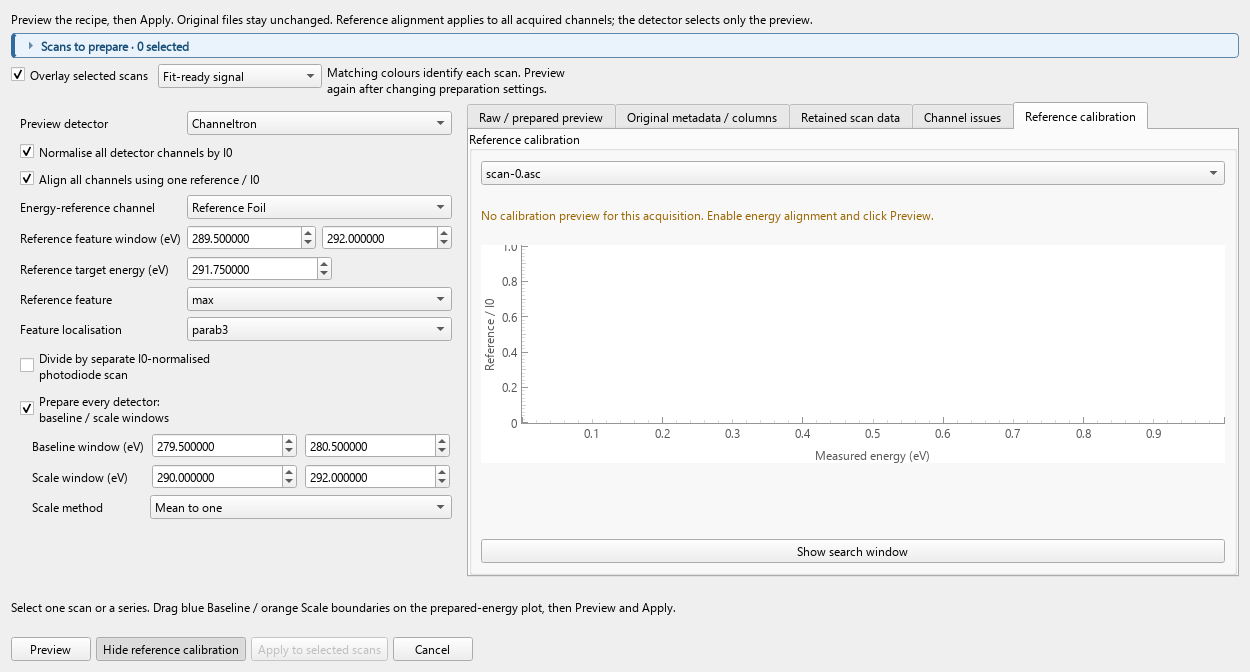 Preview the recipe, then Apply. Original files stay unchanged. Reference alignment applies to all acquired channels; the detector selects only the preview.
Scans to prepare · 0 selected
Overlay selected scans
Fit-ready signal
Matching colours identify each scan. Preview
again after changing preparation settings.
Preview detector
Channeltron
Normalise all detector channels by I0
Align all channels using one reference / I0
Energy-reference channel
Reference Foil
Reference feature window (eV)
289.500000
292.000000
Reference target energy (eV)
291.750000
Reference feature
max
Feature localisation
parab3
Divide by separate I0-normalised
photodiode scan
Prepare every detector:
baseline / scale windows
Baseline window (eV)
279.500000
280.500000
Scale window (eV)
290.000000
292.000000
Scale method
Mean to one
Raw / prepared preview
Original metadata / columns
Retained scan data
Channel issues
Reference calibration
Reference calibration
scan-0.asc
No calibration preview for this acquisition. Enable energy alignment and click Preview.
Reference / I0
1.0
0.8
0.6
0.4
0.2
0
0.1
0.2
0.3
0.4
0.5
0.6
0.7
0.8
0.9
Measured energy (eV)
Show search window
Select one scan or a series. Drag blue Baseline / orange Scale boundaries on the prepared-energy plot, then Preview and Apply.
Preview
Hide reference calibration
Apply to selected scans
Cancel